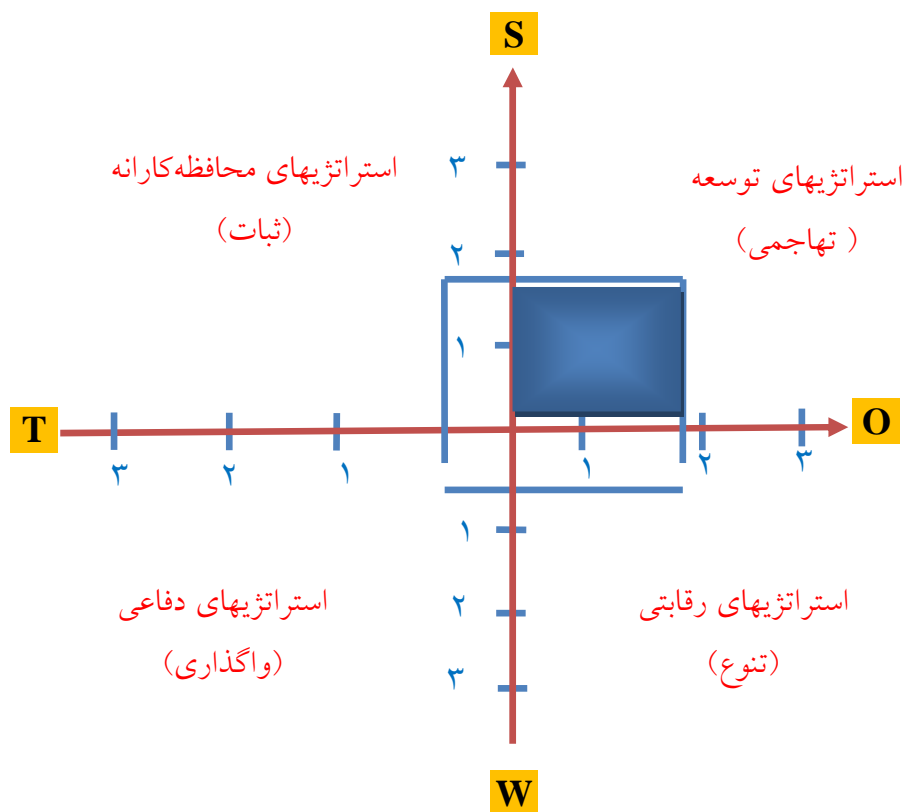 S
استراتژیهای محافظه‌کارانه
(ثبات)
استراتژیهای توسعه
( تهاجمی)
۳
۲
۱
T
O
۳
۲
۱
۱
۲
۳
۱
۲
۳
استراتژیهای دفاعی
(واگذاری)
استراتژیهای رقابتی
(تنوع)
W